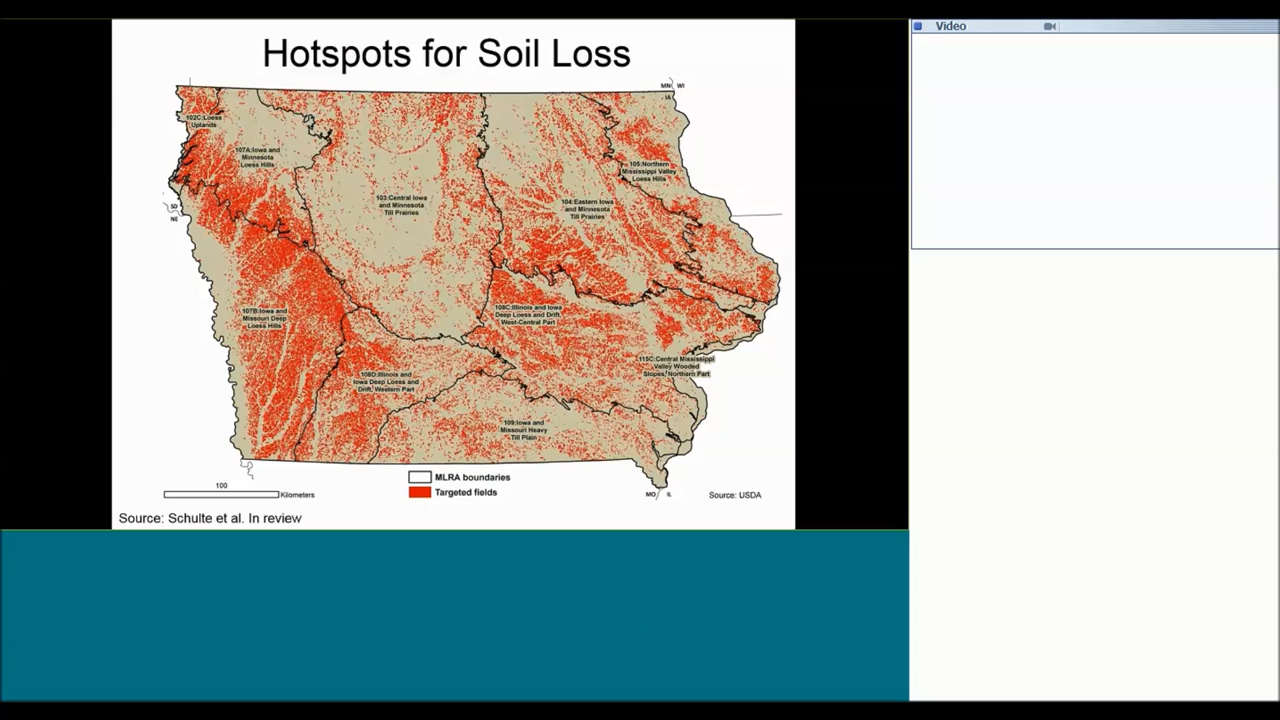 Video
Hotspots for Soil Loss
MN WI
IA
102C:Loess
Uplands
107A:Iowa and
Minnesota
Loess Hills
105:Northern
Mississippi Valley
Loess Hills
103:Central Iowa
and Minnesota
Till Prairies
104:Eastern Iowa
and Minnesota
Till Prairies
SD
NE
107B:Iowa and
Missouri Deep
Loess Hills
108C:Illinois and Iowa
Deep Loess and Drift,
West-Central Part
115C:Central Mississippi
Valley Wooded
Slopes, Northern Part
108D:Illinois and
Iowa Deep Loess and
Drift, Western Part
109:Iowa and
Missouri Heavy
Till Plain
MLRA boundaries
Targeted fields
100
Kilometers
MO IL
Source: USDA
Source: Schulte et al. In review